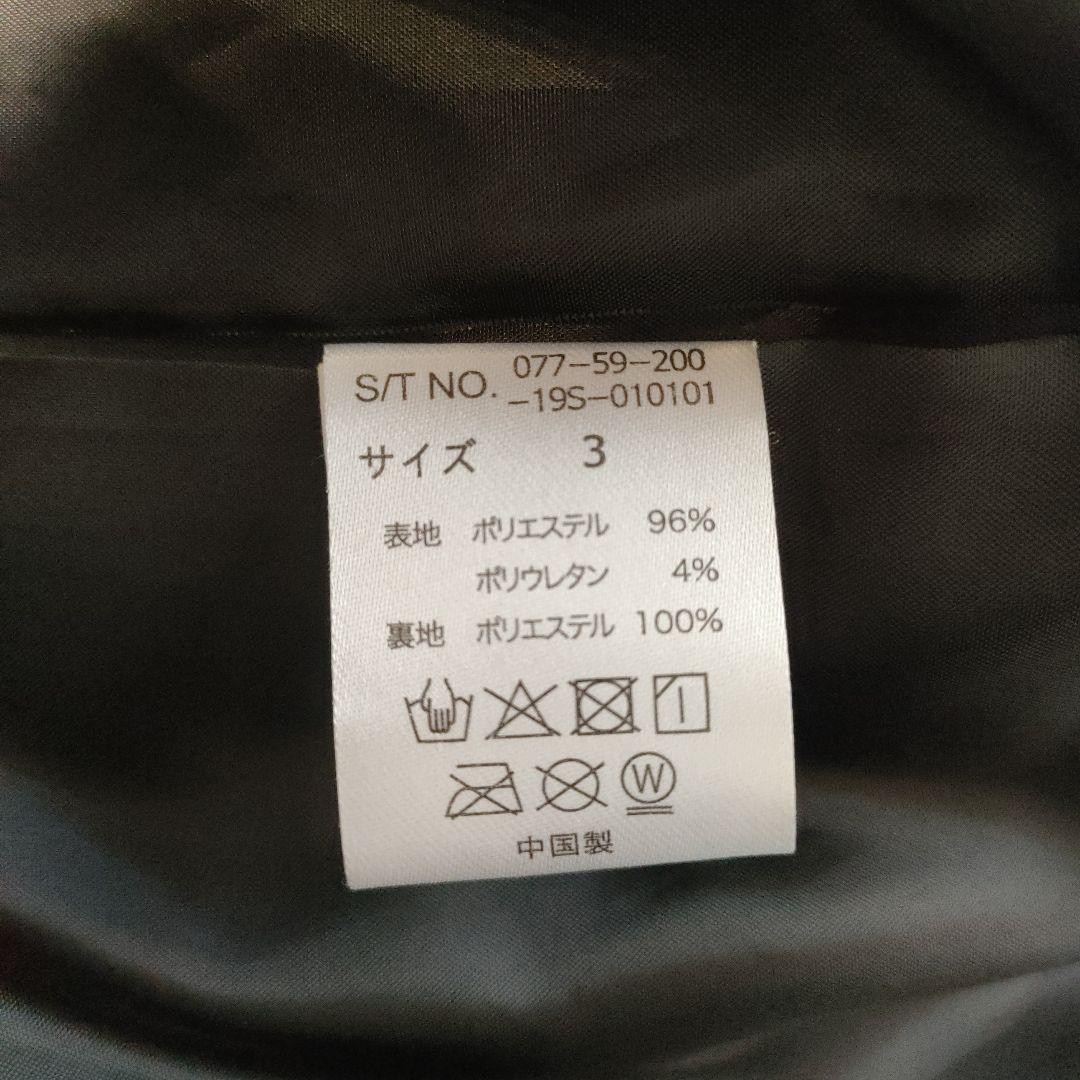 S/T NO. 077-59-200
-19S-010101
サイズ 3
表地 ポリエステル 96%
ポリウレタン 4%
裏地 ポリエステル 100%
W
中国製